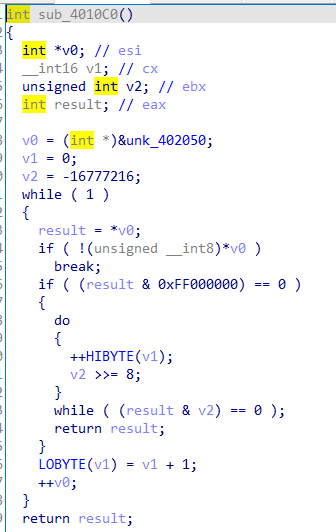 int sub_4010C0()
{
int *v0; // esi
__int16 v1; // cx
unsigned int v2; // ebx
int result; // eax
v0 = (int *)&unk_402050;
v1 = 0;
v2 = -16777216;
while ( 1 )
{
result = *v0;
if ( !(unsigned __int8)*v0 )
break;
if ( (result & 0xFF000000) == 0 )
{
do
{
++HIBYTE(v1);
v2 >>= 8;
}
while ( (result & v2) == 0 );
return result;
}
LOBYTE(v1) = v1 + 1;
++v0;
}
return result;